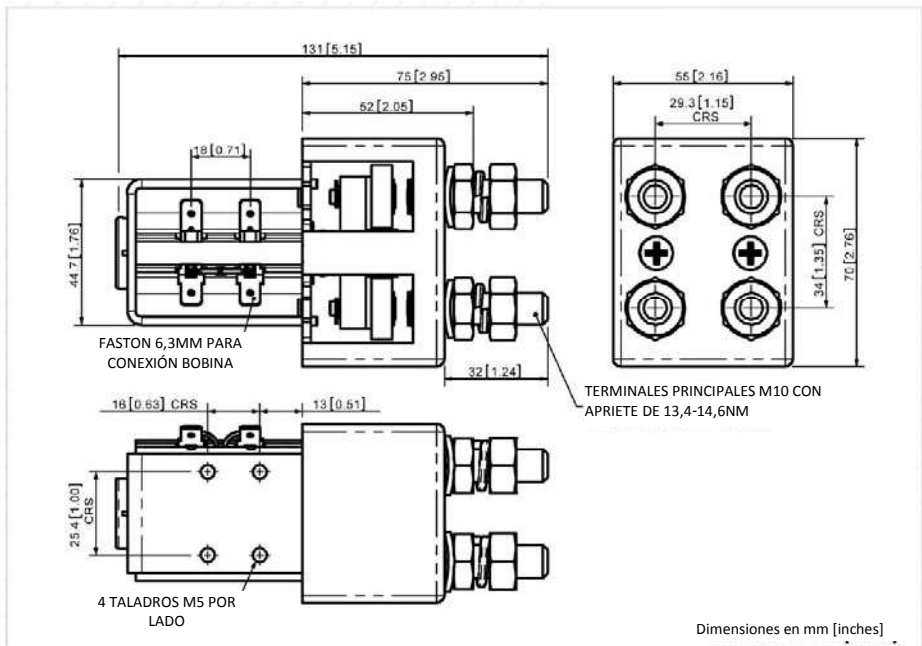 131[5.15]
75[2.95]
52[2.05]
18[0.71]
44.7[1.76]
FASTON 6,3MM PARA
CONEXIÓN BOBINA
32[1.24]
55[2.16]
29.3[1.15]
CRS
34[1.35] CRS
70[2.76]
TERMINALES PRINCIPALES M10 CON
APRIETE DE 13,4-14,6NM
16[0.63] CRS
13[0.51]
25.4[1.00]
CRS
4 TALADROS M5 POR
LADO
Dimensiones en mm [inches]